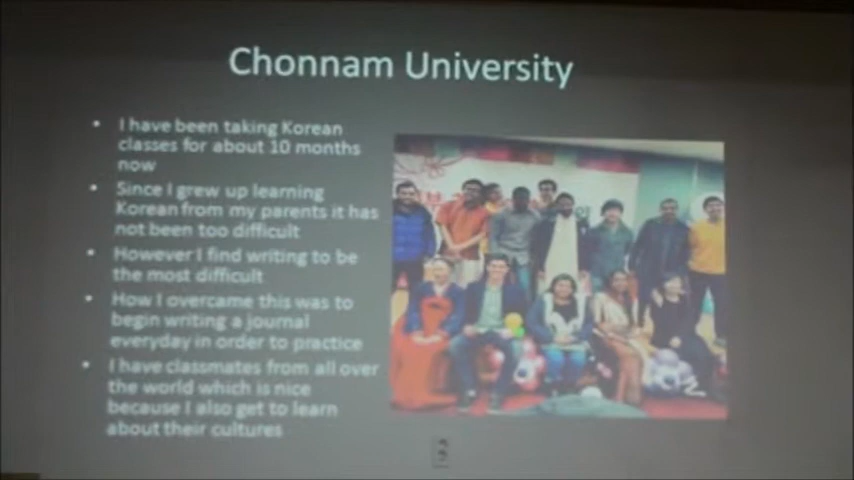 Chonnam University
• I have been taking Korean
classes for about 10 months
now
• Since I grew up learning
Korean from my parents it has
not been too difficult
• However I find writing to be
the most difficult
• How I overcame this was to
begin writing a journal
everyday in order to practice
• I have classmates from all over
the world which is nice
because I also get to learn
about their cultures